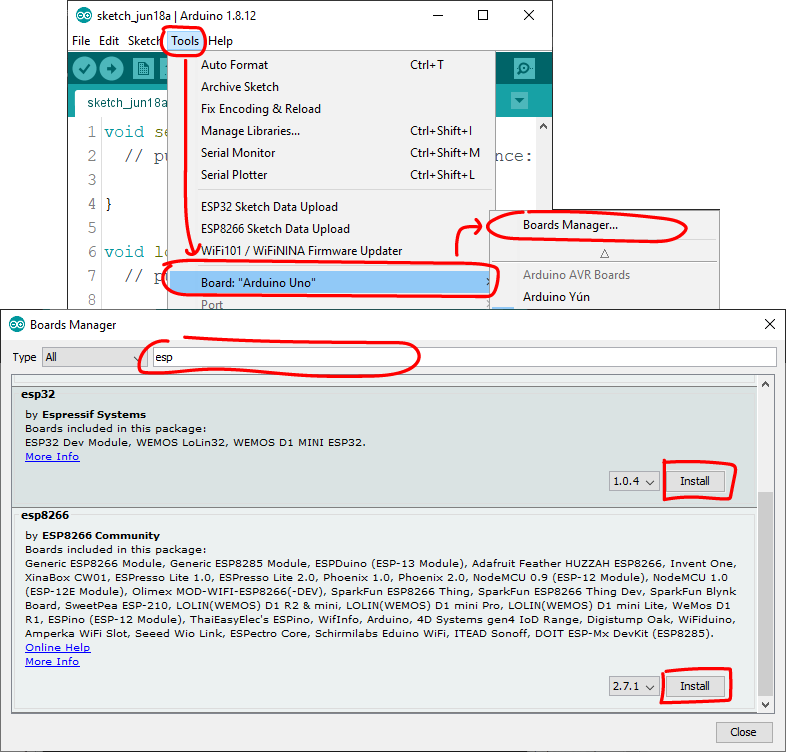 sketch_jun18a | Arduino 1.8.12
File Edit Sketch Tools Help
Auto Format Ctrl+T
Archive Sketch
Fix Encoding & Reload
Manage Libraries... Ctrl+Shift+I
Serial Monitor Ctrl+Shift+M
Serial Plotter Ctrl+Shift+L
ESP32 Sketch Data Upload
ESP8266 Sketch Data Upload
WiFi101 / WiFiNINA Firmware Updater
Board: "Arduino Uno"
Port
sketch_jun18a
1 void se
2 // pu nce:
3
4 }
5
6 void lo
7 // p
8
Boards Manager...
Arduino AVR Boards
Arduino Yún
Boards Manager
Type All esp
esp32
by Espressif Systems
Boards included in this package:
ESP32 Dev Module, WEMOS LoLin32, WEMOS D1 MINI ESP32.
More Info
1.0.4 Install
esp8266
by ESP8266 Community
Boards included in this package:
Generic ESP8266 Module, Generic ESP8285 Module, ESPDuino (ESP-13 Module), Adafruit Feather HUZZAH ESP8266, Invent One,
XinaBox CW01, ESPresso Lite 1.0, ESPresso Lite 2.0, Phoenix 1.0, Phoenix 2.0, NodeMCU 0.9 (ESP-12 Module), NodeMCU 1.0
(ESP-12E Module), Olimex MOD-WIFI-ESP8266(-DEV), SparkFun ESP8266 Thing, SparkFun ESP8266 Thing Dev, SparkFun Blynk
Board, SweetPea ESP-210, LOLIN(WEMOS) D1 R2 & mini, LOLIN(WEMOS) D1 mini Pro, LOLIN(WEMOS) D1 mini Lite, WeMos D1
R1, ESPino (ESP-12 Module), ThaiEasyElec's ESPino, WifInfo, Arduino, 4D Systems gen4 IoD Range, Digistump Oak, WiFiduino,
Amperka WiFi Slot, Seeed Wio Link, ESPectro Core, Schirmilabs Eduino WiFi, ITEAD Sonoff, DOIT ESP-Mx DevKit (ESP8285).
Online Help
More Info
2.7.1 Install
Close